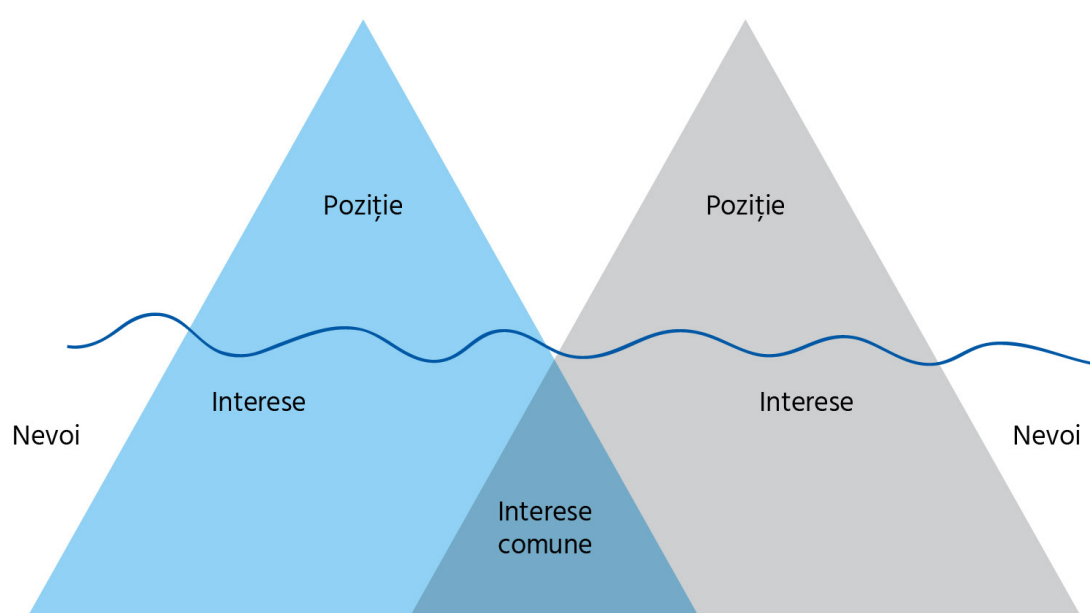 Poziție
Poziție
Interese
Interese
Nevoi
Nevoi
Interese
comune